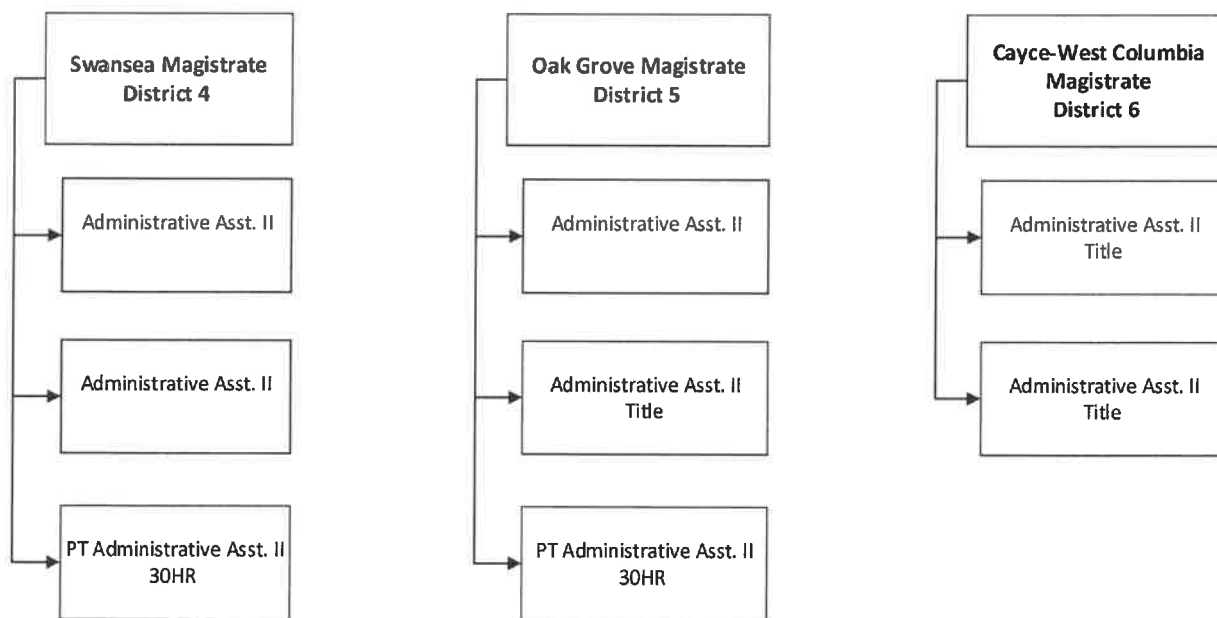 Swansea Magistrate
District 4
Administrative Asst. II
Administrative Asst. II
PT Administrative Asst. II
30HR
Oak Grove Magistrate
District 5
Administrative Asst. II
Administrative Asst. II
Title
PT Administrative Asst. II
30HR
Cayce-West Columbia
Magistrate
District 6
Administrative Asst. II
Title
Administrative Asst. II
Title